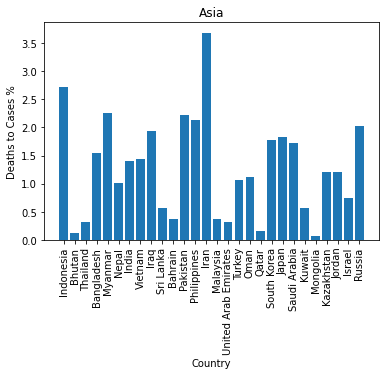 Asia
Deaths to Cases %
3.5
3.0
2.5
2.0
1.5
1.0
0.5
0.0
Indonesia
Bhutan
Thailand
Bangladesh
Myanmar
Nepal
India
Vietnam
Iraq
Sri Lanka
Bahrain
Pakistan
Philippines
Iran
Malaysia
United Arab Emirates
Turkey
Oman
Qatar
South Korea
Japan
Saudi Arabia
Kuwait
Mongolia
Kazakhstan
Jordan
Israel
Russia
Country